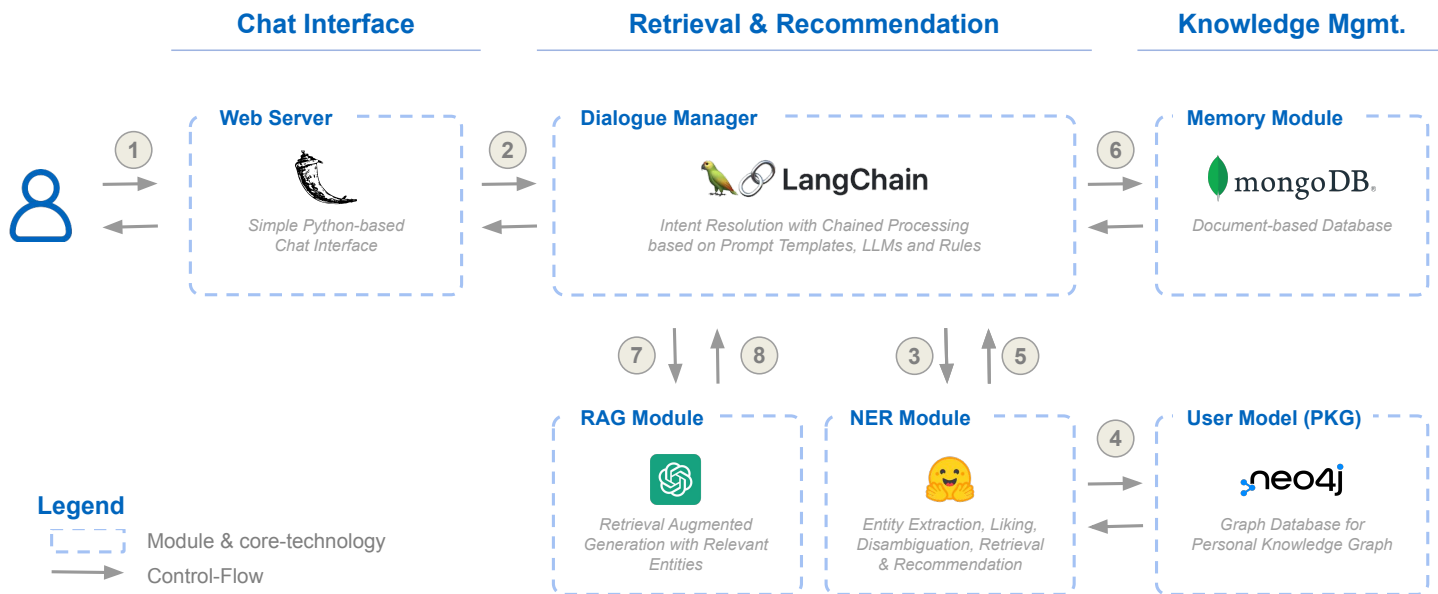 Chat Interface
Retrieval & Recommendation
Knowledge Mgmt.
Web Server
Dialogue Manager
Memory Module
1
2
6
LangChain
mongoDB®
Simple Python-based
Chat Interface
Intent Resolution with Chained Processing
based on Prompt Templates, LLMs and Rules
Document-based Database
7
8
3
5
RAG Module
NER Module
User Model (PKG)
4
neo4j
Retrieval Augmented
Generation with Relevant
Entities
Entity Extraction, Liking,
Disambiguation, Retrieval
& Recommendation
Graph Database for
Personal Knowledge Graph
Legend
Module & core-technology
Control-Flow